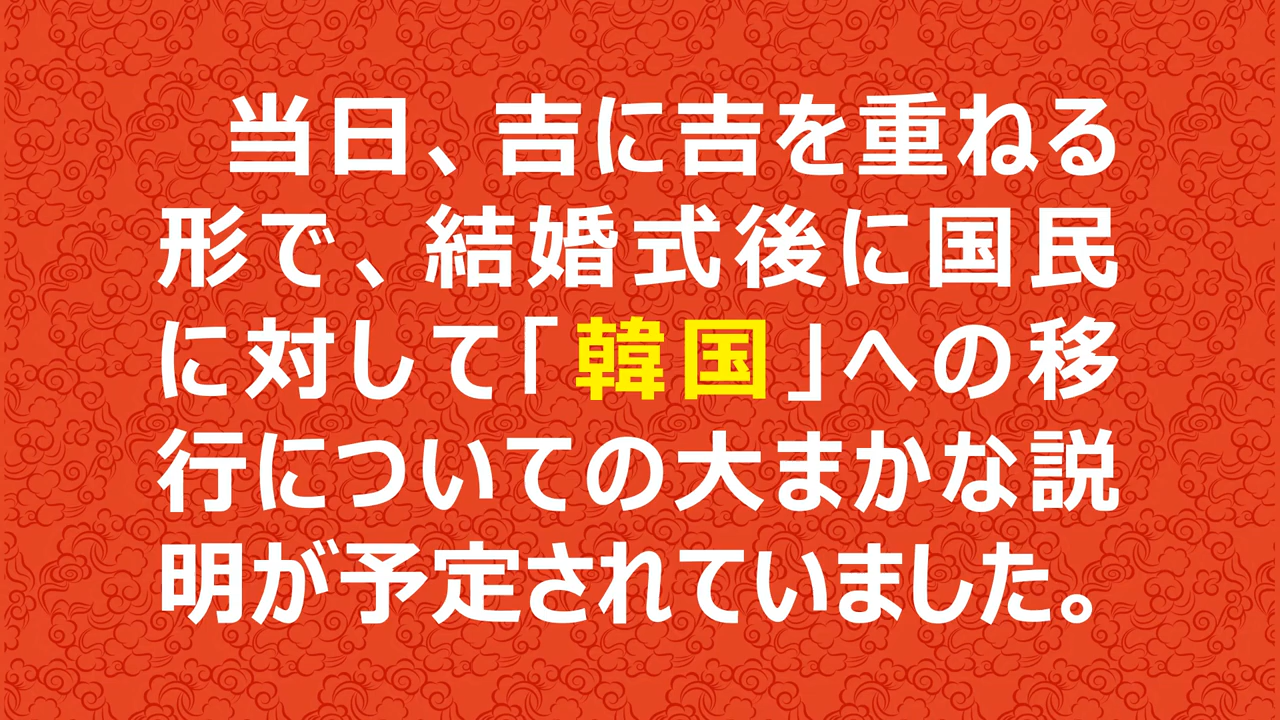 当日、吉に吉を重ねる
形で、結婚式後に国民
に対して「韓国」への移
行についての大まかな説
明が予定されていました。